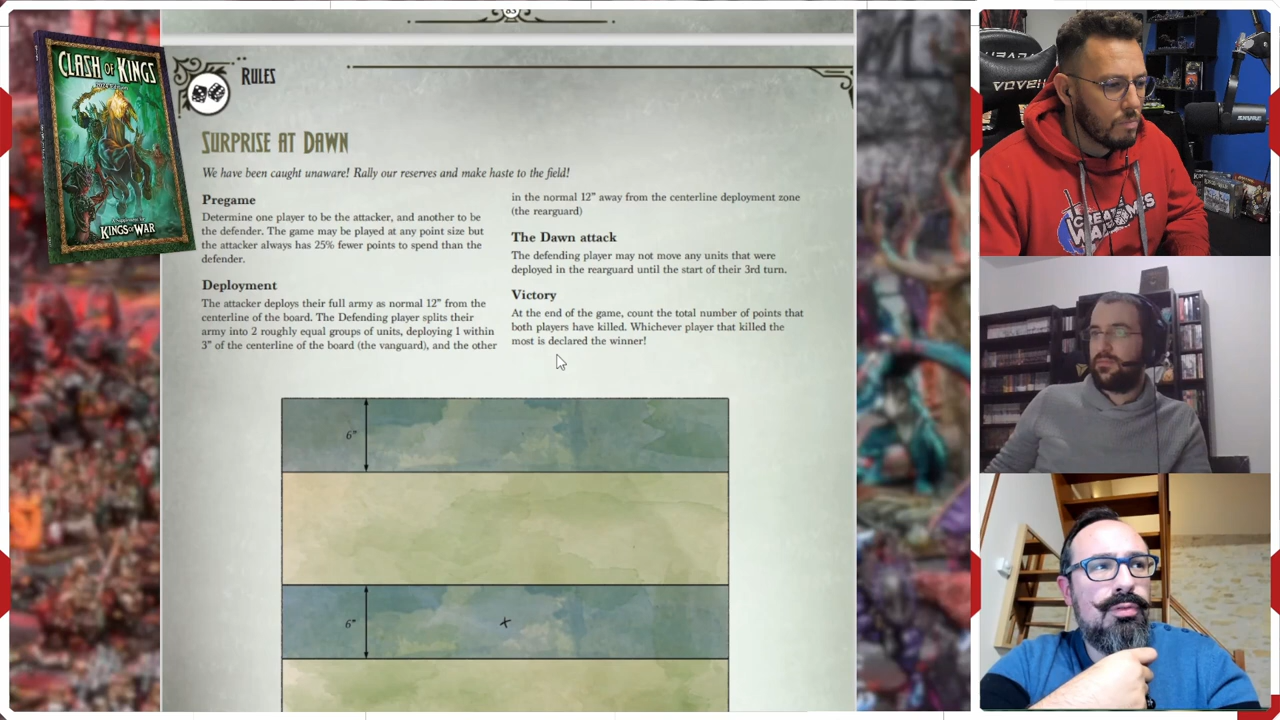 83
CLASH OF KINGS
KINGS OF WAR
RULES
SURPRISE AT DAWN
We have been caught unaware! Rally our reserves and make haste to the field!
Pregame
Determine one player to be the attacker, and another to be
the defender. The game may be played at any point size but
the attacker always has 25% fewer points to spend than the
defender.
Deployment
The attacker deploys their full army as normal 12” from the
centerline of the board. The Defending player splits their
army into 2 roughly equal groups of units, deploying 1 within
3” of the centerline of the board (the vanguard), and the other
in the normal 12” away from the centerline deployment zone
(the rearguard)
The Dawn attack
The defending player may not move any units that were
deployed in the rearguard until the start of their 3rd turn.
Victory
At the end of the game, count the total number of points that
both players have killed. Whichever player that killed the
most is declared the winner!
6”
6”